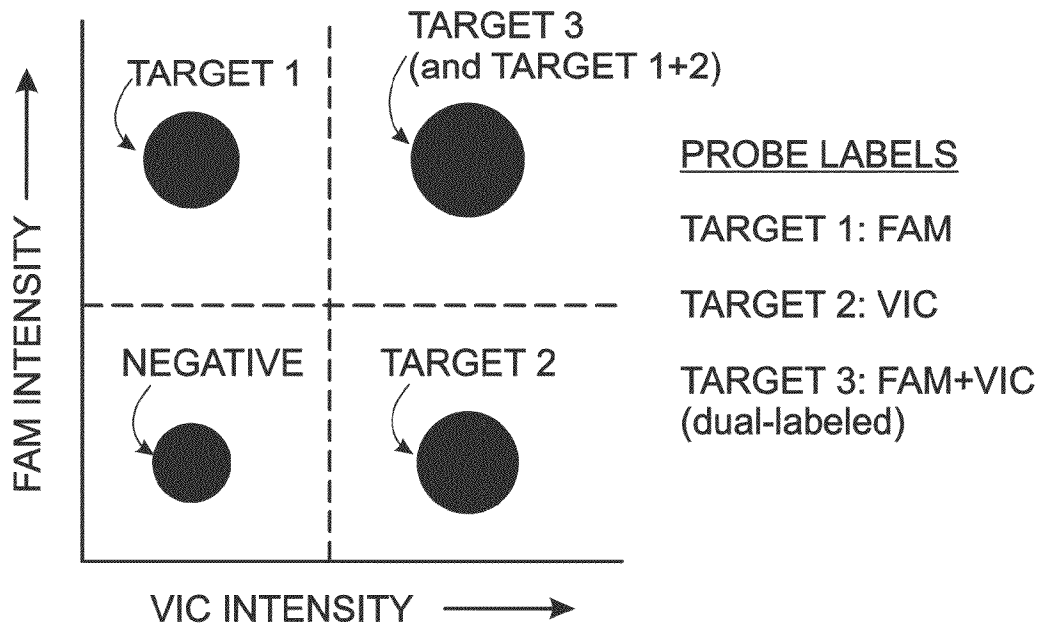 TARGET 3
(and TARGET 1+2)
TARGET 1
FAM INTENSITY
NEGATIVE
TARGET 2
VIC INTENSITY
PROBE LABELS
TARGET 1: FAM
TARGET 2: VIC
TARGET 3: FAM+VIC
(dual-labeled)